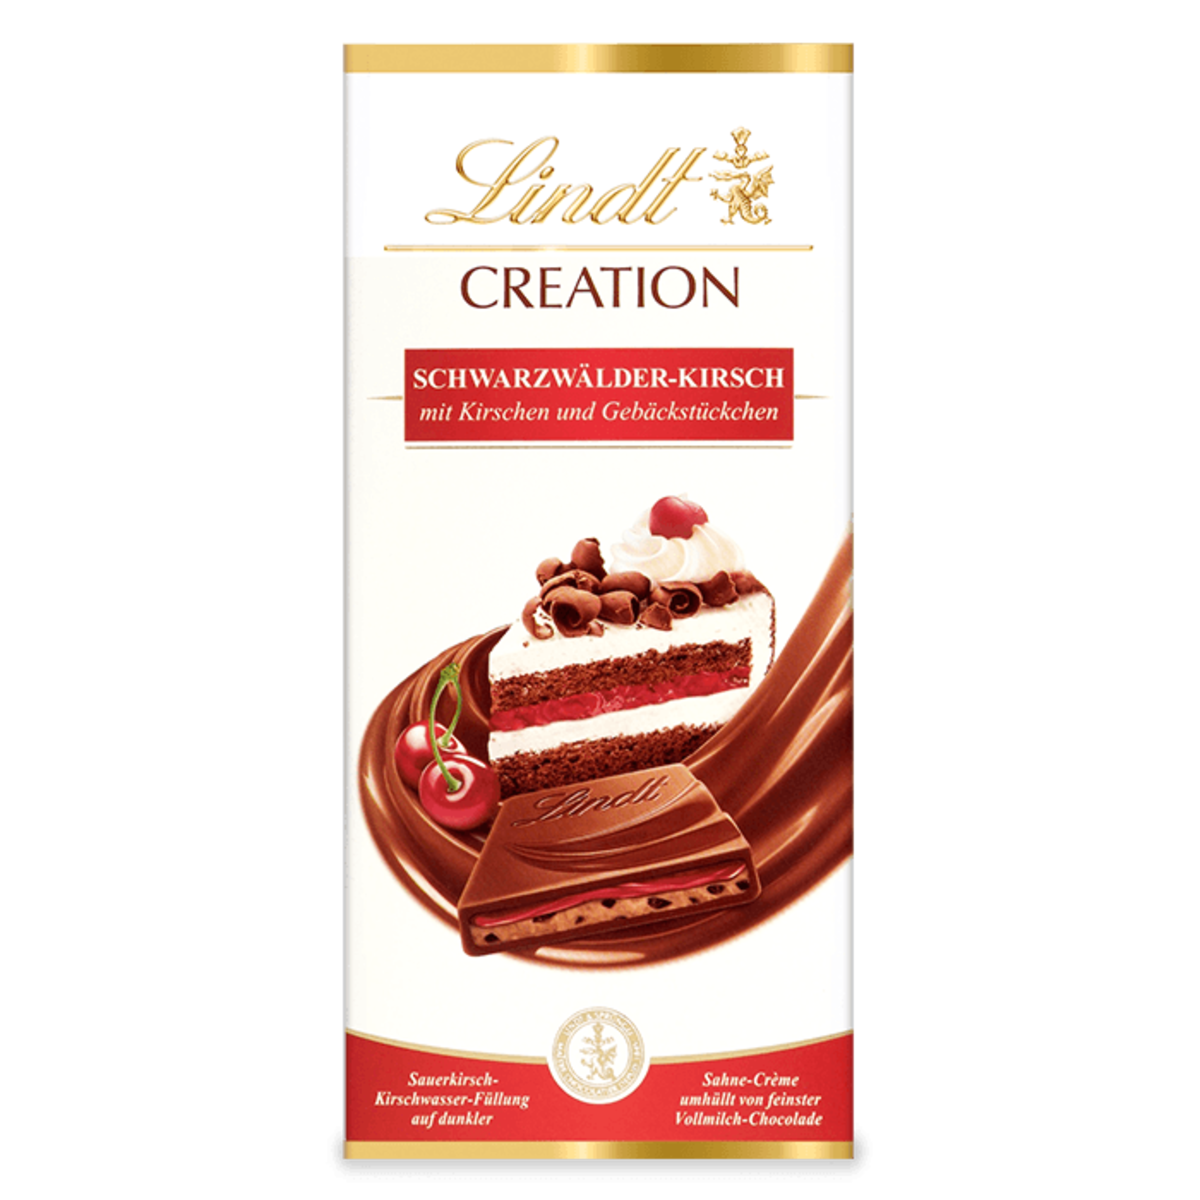 Lindt
CREATION
SCHWARZWÄLDER-KIRSCH
mit Kirschen und Gebäckstückchen
Lindt
Sauerkirsch-
Kirschwasser-Füllung
auf dunkler
Sahne-Crème
umhüllt von feinster
Vollmilch-Chocolade